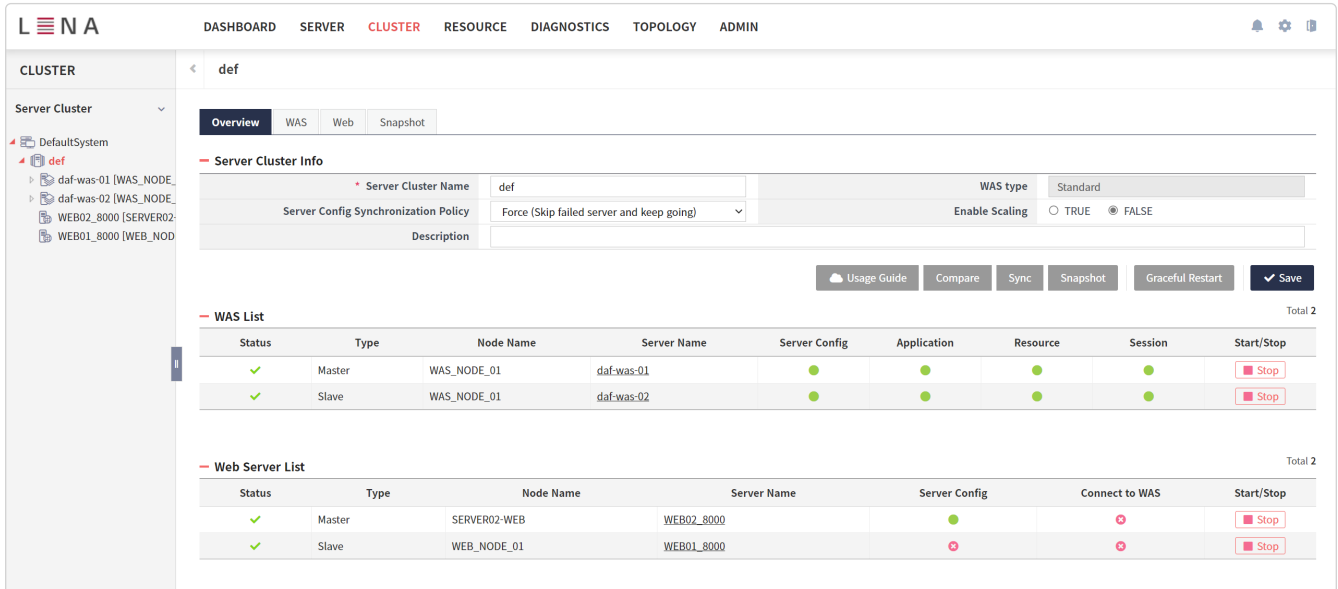 LENA
DASHBOARD SERVER CLUSTER RESOURCE DIAGNOSTICS TOPOLOGY ADMIN
CLUSTER
def
Server Cluster
DefaultSystem
def
daf-was-01 [WAS_NODE_
daf-was-02 [WAS_NODE_
WEB02_8000 [SERVER02-
WEB01_8000 [WEB_NOD
Overview WAS Web Snapshot
Server Cluster Info
* Server Cluster Name def WAS type Standard
Server Config Synchronization Policy Force (Skip failed server and keep going) Enable Scaling TRUE FALSE
Description
Usage Guide Compare Sync Snapshot Graceful Restart Save
WAS List Total 2
Status Type Node Name Server Name Server Config Application Resource Session Start/Stop
Master WAS_NODE_01 daf-was-01 Stop
Slave WAS_NODE_01 daf-was-02 Stop
Web Server List Total 2
Status Type Node Name Server Name Server Config Connect to WAS Start/Stop
Master SERVER02-WEB WEB02_8000 Stop
Slave WEB_NODE_01 WEB01_8000 Stop